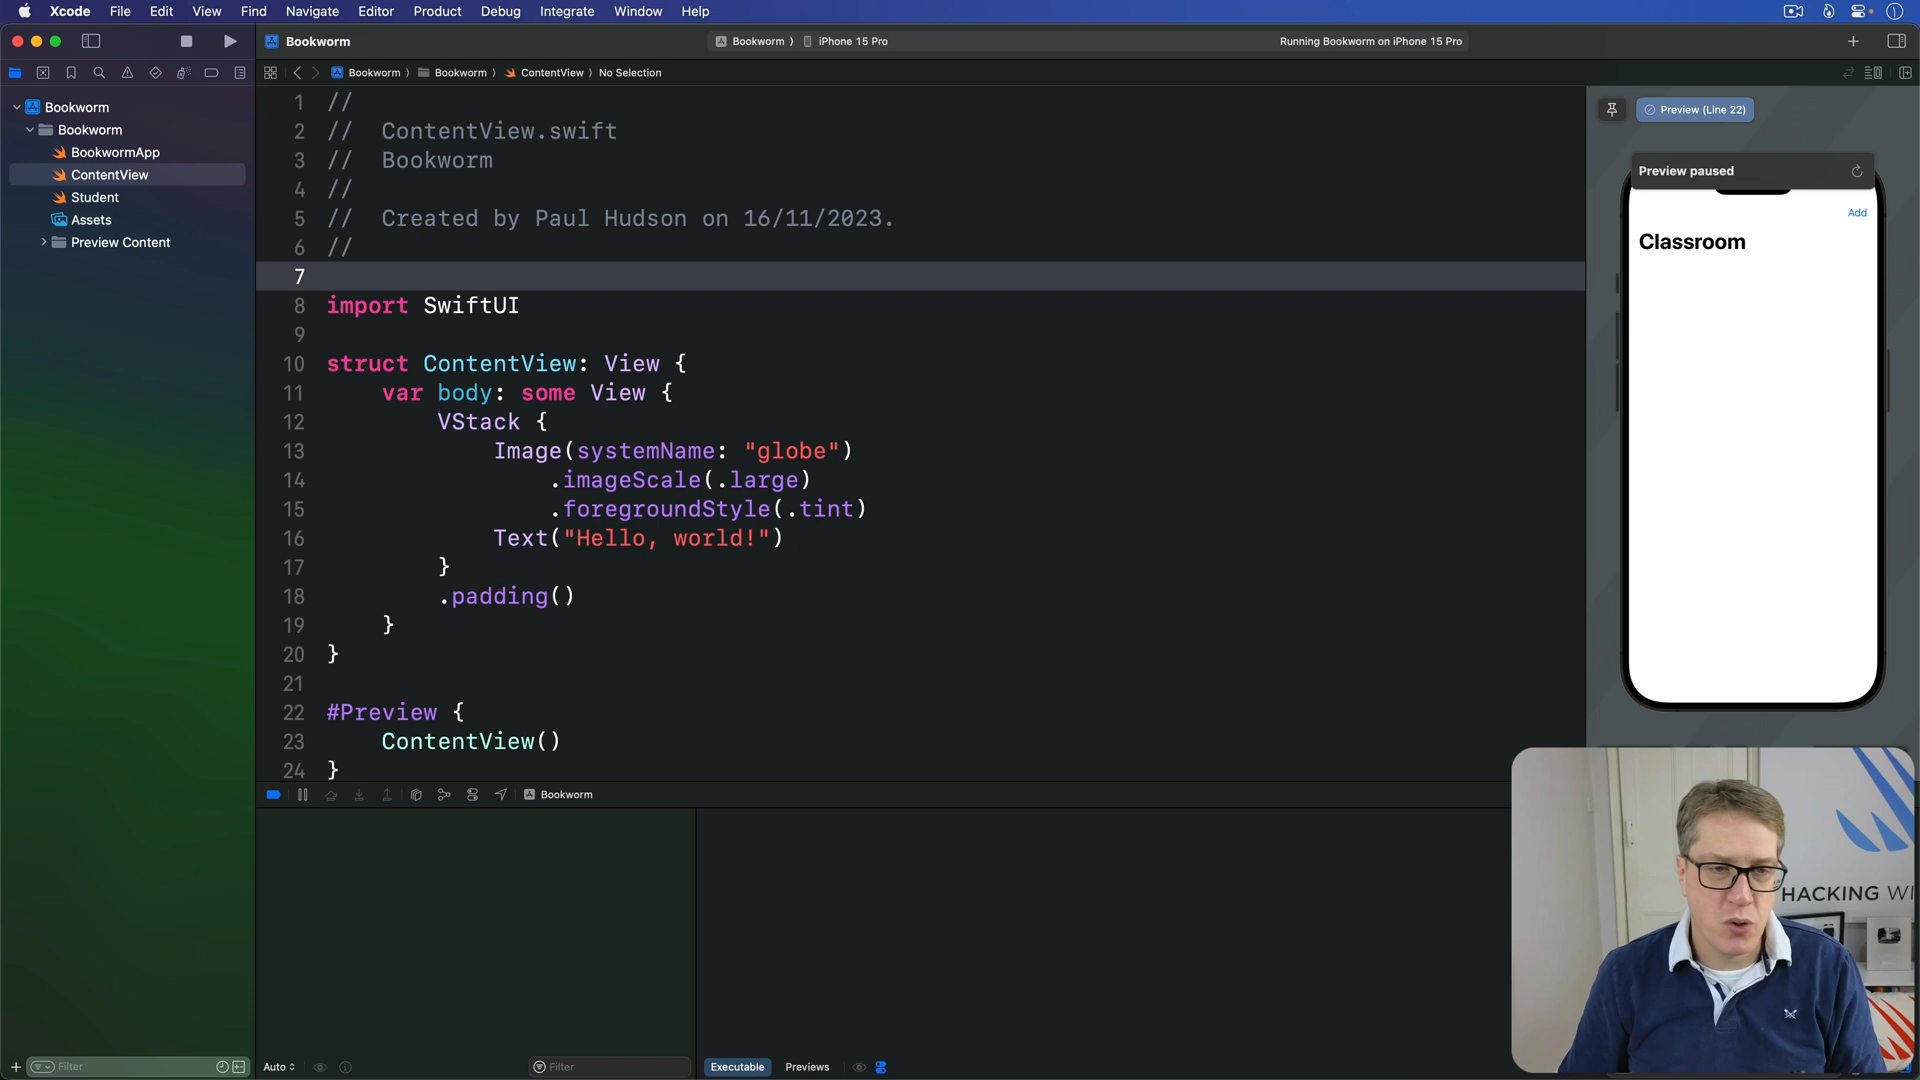 Xcode File Edit View Find Navigate Editor Product Debug Integrate Window Help
Bookworm
Bookworm ⟩ iPhone 15 Pro
Running Bookworm on iPhone 15 Pro
Bookworm ⟩ Bookworm ⟩ ContentView ⟩ No Selection
Bookworm
Bookworm
BookwormApp
ContentView
Student
Assets
Preview Content
1 //
2 // ContentView.swift
3 // Bookworm
4 //
5 // Created by Paul Hudson on 16/11/2023.
6 //
7
8 import SwiftUI
9
10 struct ContentView: View {
11 var body: some View {
12 VStack {
13 Image(systemName: "globe")
14 .imageScale(.large)
15 .foregroundStyle(.tint)
16 Text("Hello, world!")
17 }
18 .padding()
19 }
20 }
21
22 #Preview {
23 ContentView()
24 }
Preview (Line 22)
Preview paused
Add
Classroom
Bookworm
HACKING WI
Filter
Auto
Filter
Executable
Previews